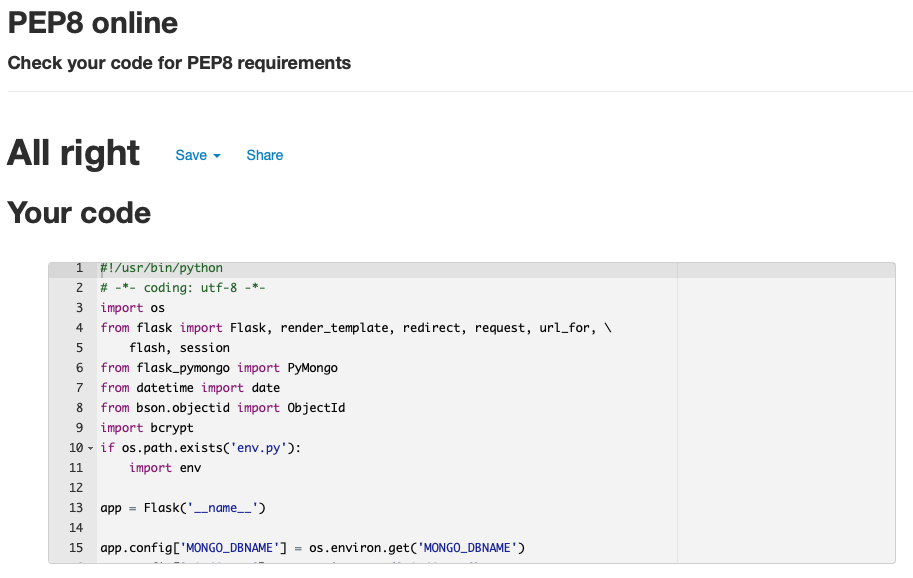 PEP8 online
Check your code for PEP8 requirements
All right Save Share
Your code
1 #!/usr/bin/python
2 # -*- coding: utf-8 -*-
3 import os
4 from flask import Flask, render_template, redirect, request, url_for, \
5     flash, session
6 from flask_pymongo import PyMongo
7 from datetime import date
8 from bson.objectid import ObjectId
9 import bcrypt
10 if os.path.exists('env.py'):
11     import env
12
13 app = Flask('__name__')
14
15 app.config['MONGO_DBNAME'] = os.environ.get('MONGO_DBNAME')